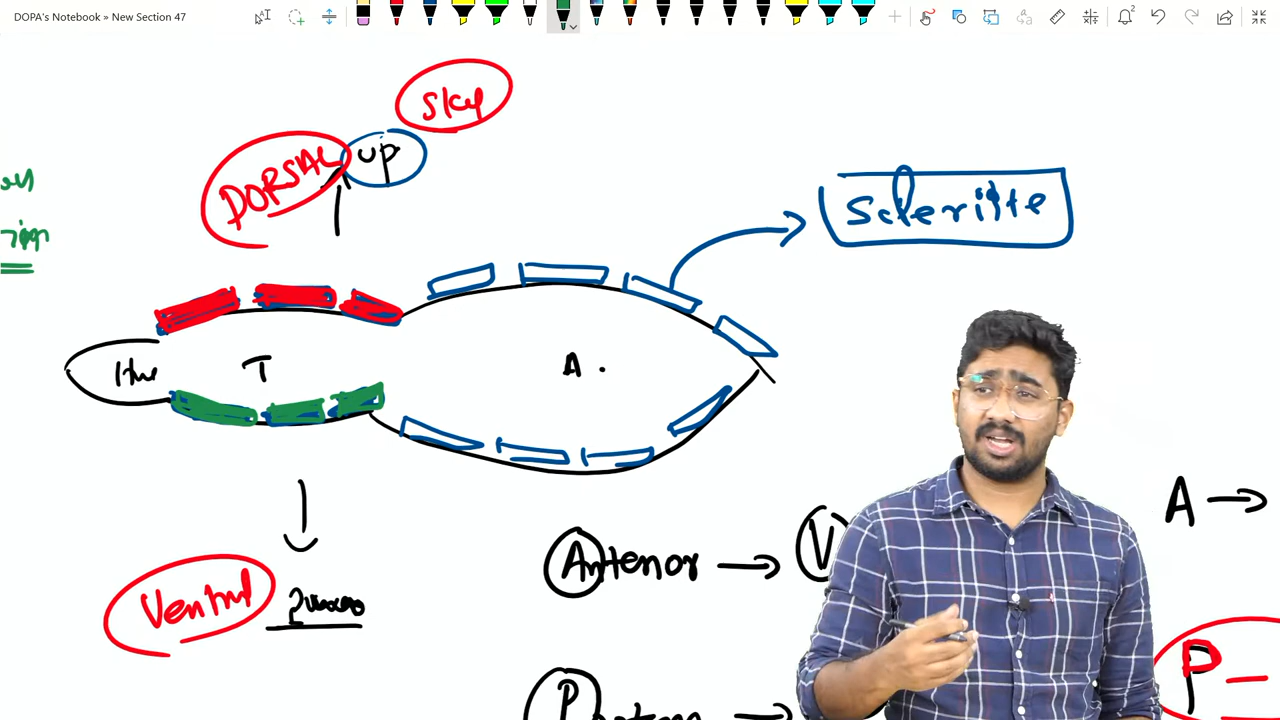 DOPA's Notebook » New Section 47
Sky
DORSAL
up
Sclerite
T
A.
Ventral
Anterior → V
A →
P –